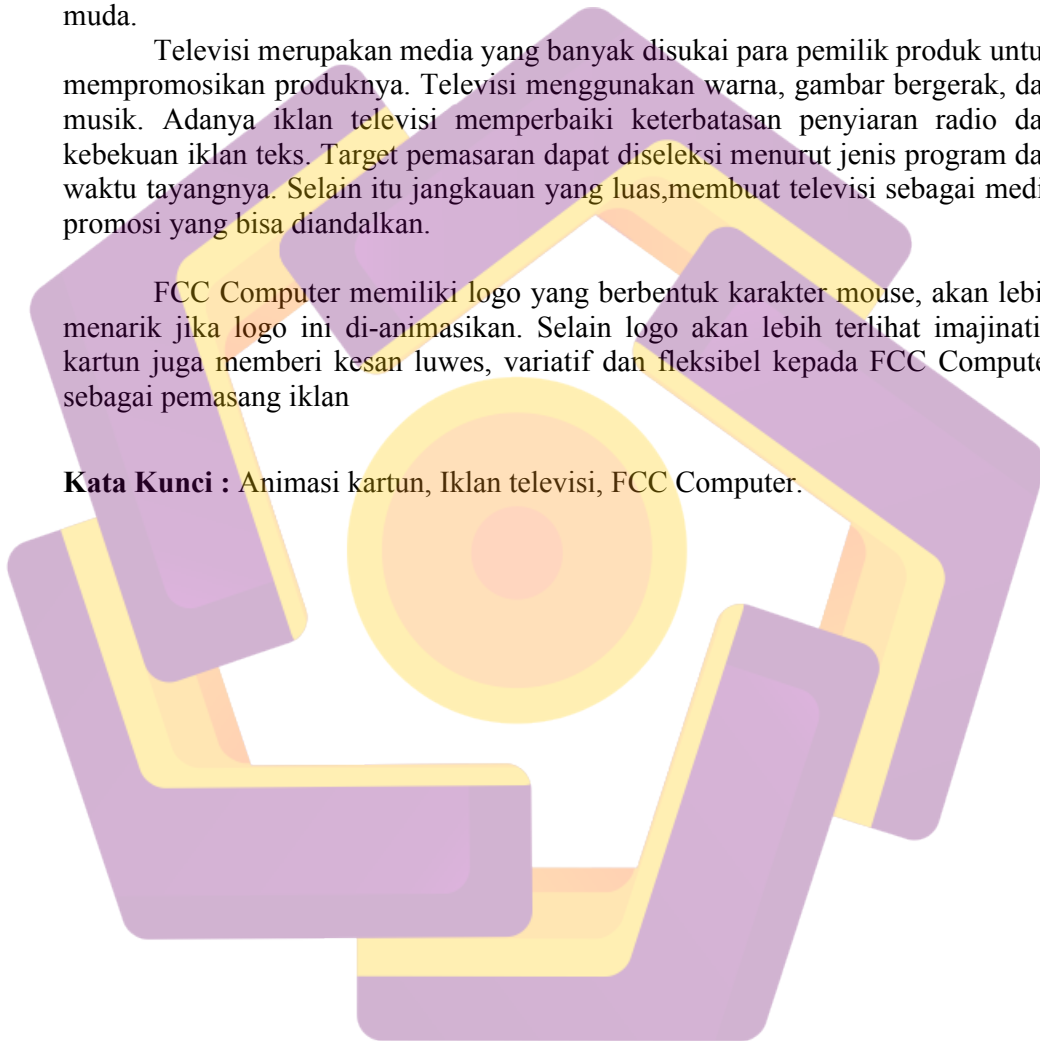 muda.
Televisi merupakan media yang banyak disukai para pemilik produk untu
mempromosikan produknya. Televisi menggunakan warna, gambar bergerak, da
musik. Adanya iklan televisi memperbaiki keterbatasan penyiaran radio da
kebekuan iklan teks. Target pemasaran dapat diseleksi menurut jenis program da
waktu tayangnya. Selain itu jangkauan yang luas,membuat televisi sebagai medi
promosi yang bisa diandalkan.
FCC Computer memiliki logo yang berbentuk karakter mouse, akan lebi
menarik jika logo ini di-animasikan. Selain logo akan lebih terlihat imajinati
kartun juga memberi kesan luwes, variatif dan fleksibel kepada FCC Compute
sebagai pemasang iklan
Kata Kunci : Animasi kartun, Iklan televisi, FCC Computer.